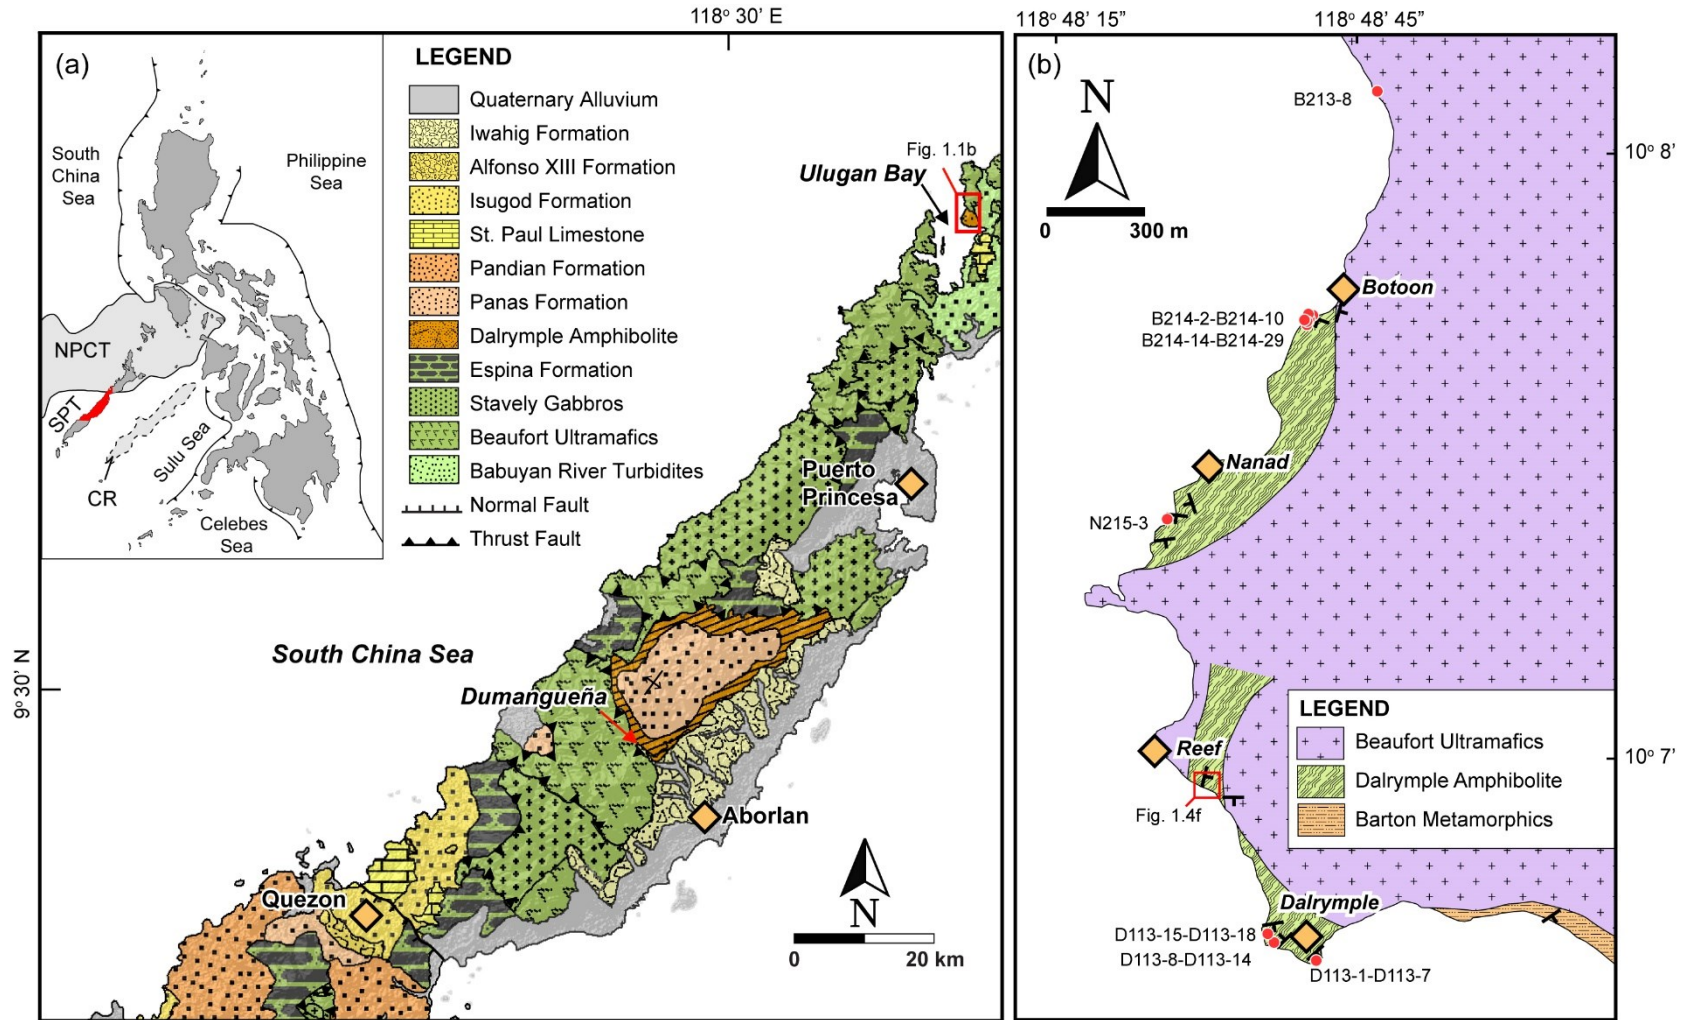 118° 30’ E
(a)
South
China
Sea
Philippine
Sea
NPCT
SPT
CR
Sulu Sea
Celebes
Sea
LEGEND
Quaternary Alluvium
Iwahig Formation
Alfonso XIII Formation
Isugod Formation
St. Paul Limestone
Pandian Formation
Panas Formation
Dalrymple Amphibolite
Espina Formation
Stavely Gabbros
Beaufort Ultramafics
Babuyan River Turbidites
Normal Fault
Thrust Fault
Fig. 1.1b
Ulugan Bay
Puerto
Princesa
South China Sea
Dumangueña
Aborlan
Quezon
9° 30’ N
N
0 20 km
118° 48’ 15” 118° 48’ 45”
(b)
N
0 300 m
B213-8
10° 8’
Botoon
B214-2-B214-10
B214-14-B214-29
Nanad
N215-3
Reef
Fig. 1.4f
10° 7’
LEGEND
Beaufort Ultramafics
Dalrymple Amphibolite
Barton Metamorphics
Dalrymple
D113-15-D113-18
D113-8-D113-14
D113-1-D113-7